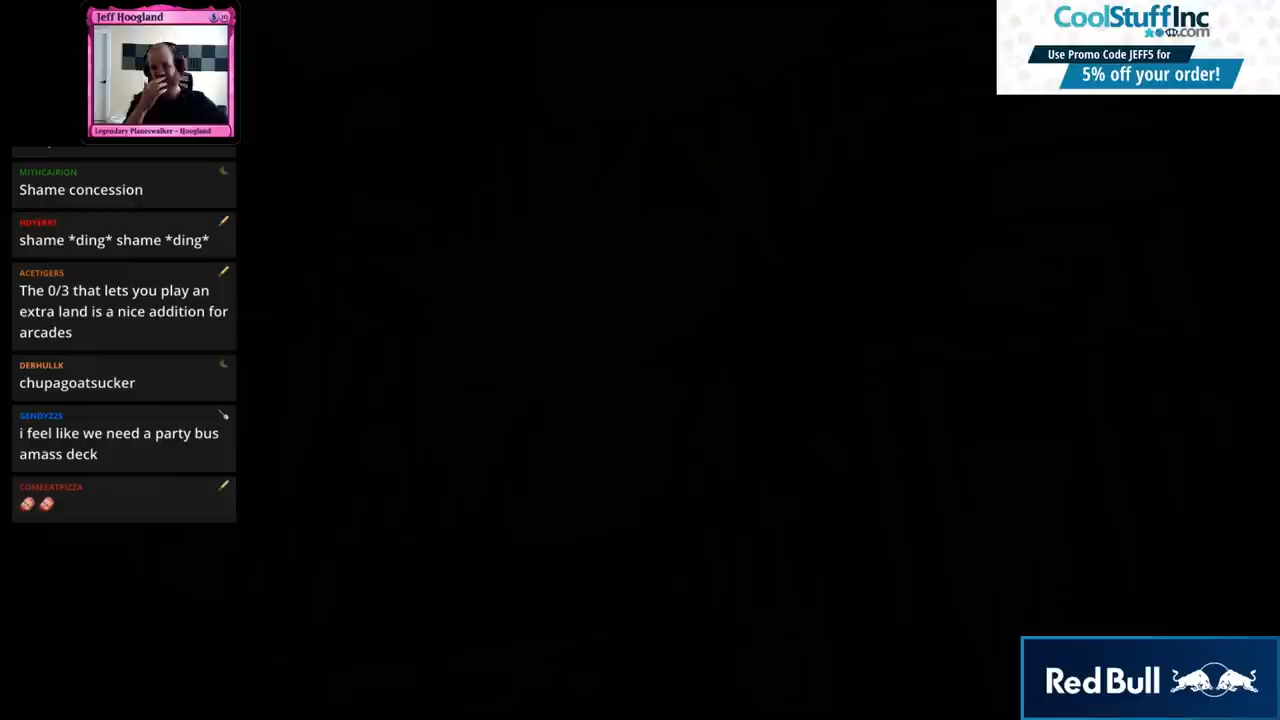 Jeff Hoogland
Legendary Planeswalker – Hoogland
CoolStuffInc
.com
Use Promo Code JEFF5 for
5% off your order!
MITHCAIRION
Shame concession
shame *ding* shame *ding*
ACETIGERS
The 0/3 that lets you play an
extra land is a nice addition for
arcades
DERHULLK
chupagoatsucker
GENDY225
i feel like we need a party bus
amass deck
COMEEATPIZZA
Red Bull